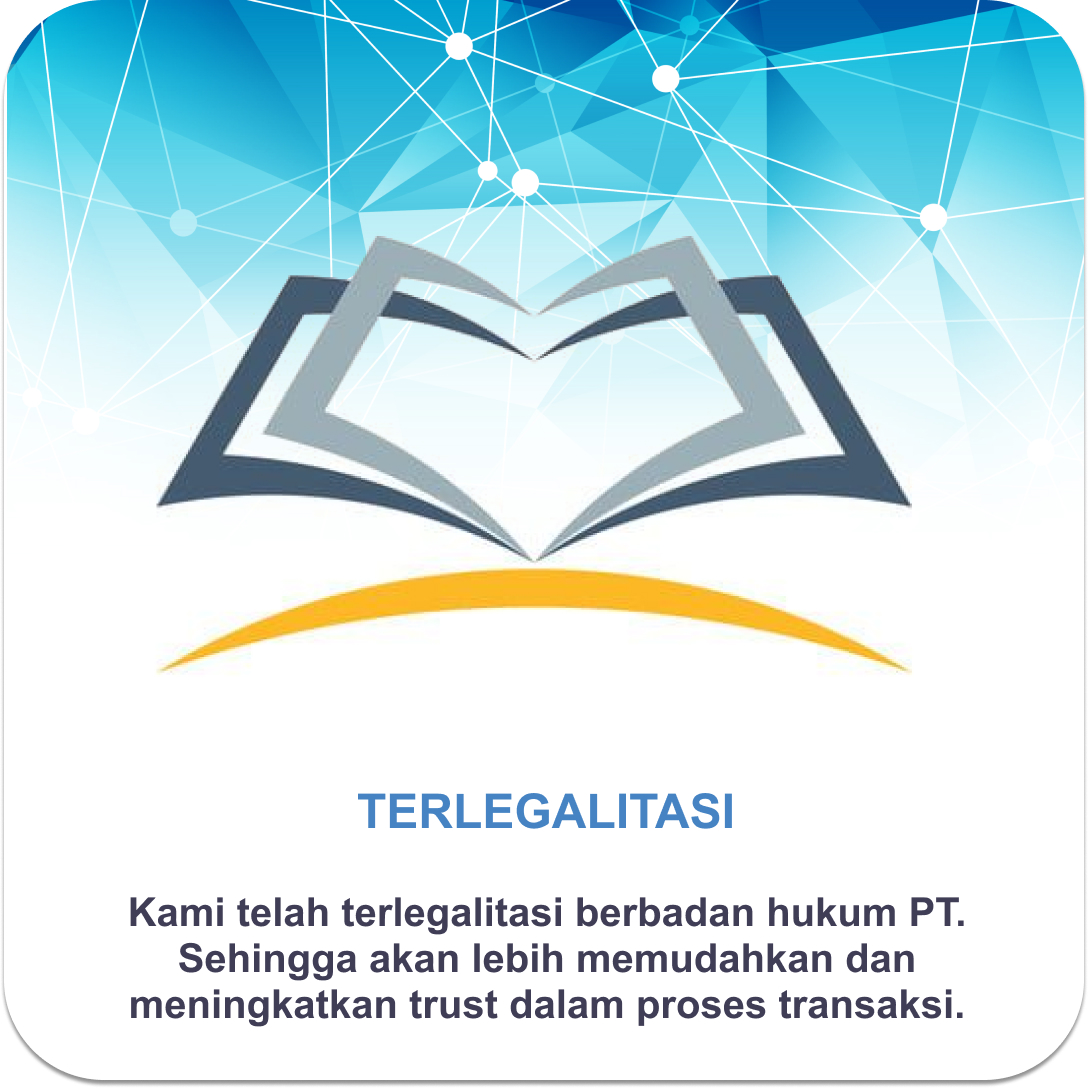 TERLEGALITASI
Kami telah terlegalitasi berbadan hukum PT.
Sehingga akan lebih memudahkan dan
meningkatkan trust dalam proses transaksi.